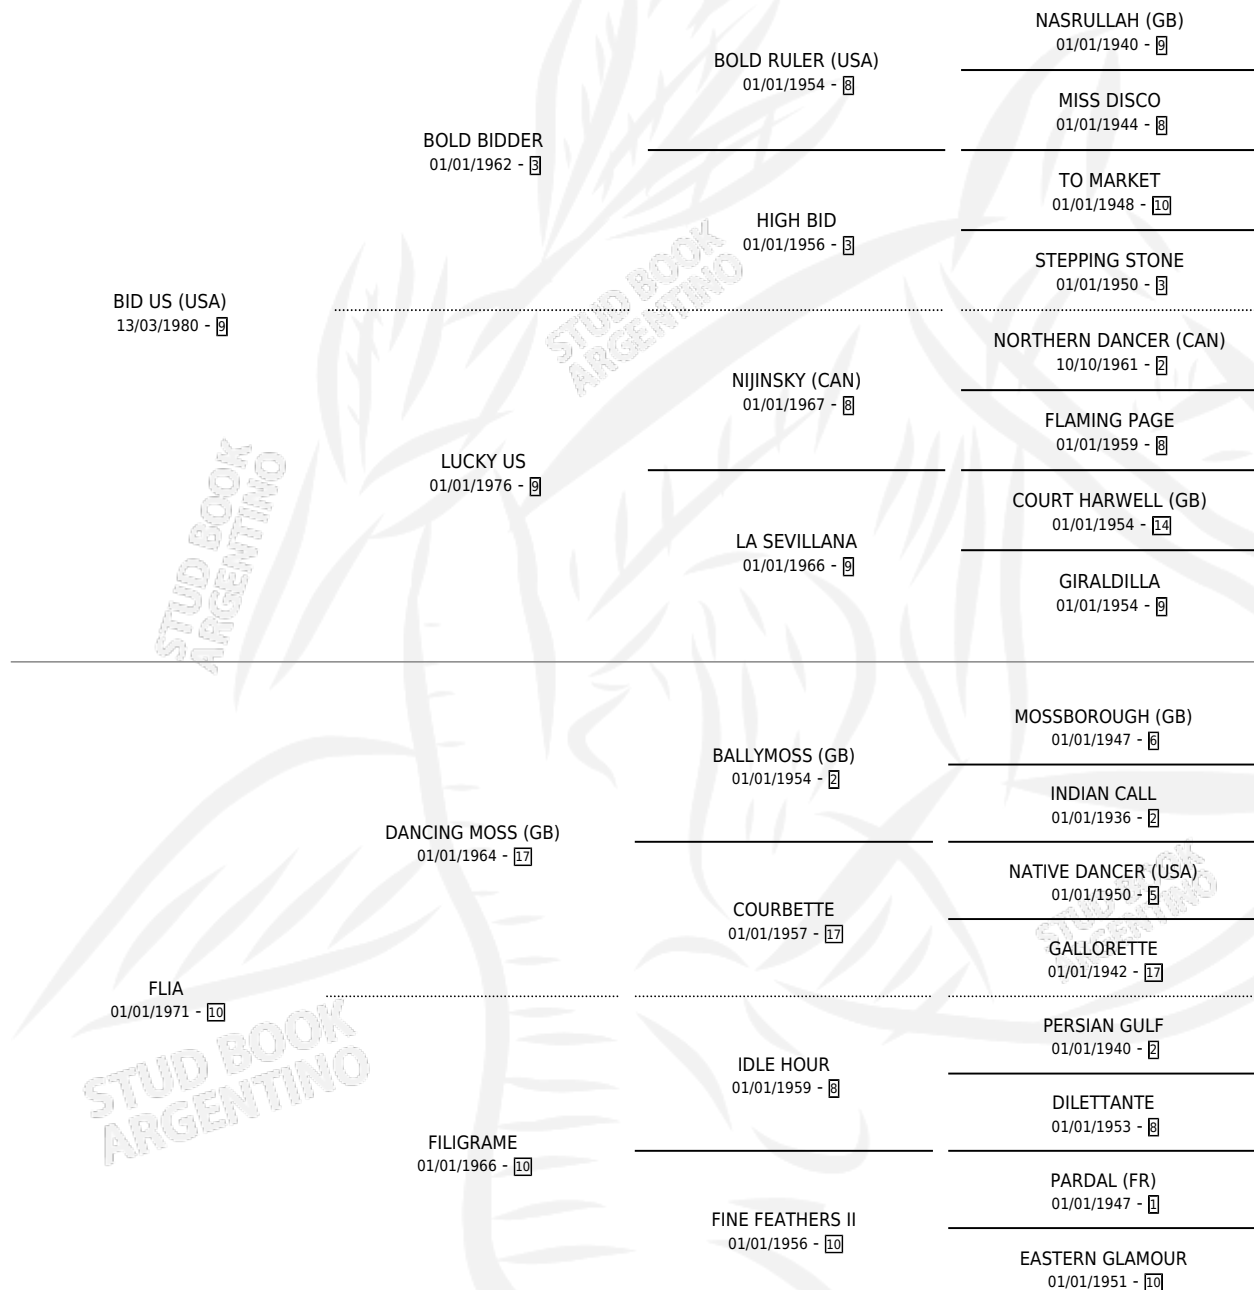 NASRULLAH (GB)
01/01/1940 - 9
BOLD RULER (USA)
01/01/1954 - 8
MISS DISCO
01/01/1944 - 8
BOLD BIDDER
01/01/1962 - 3
TO MARKET
01/01/1948 - 10
HIGH BID
01/01/1956 - 3
STEPPING STONE
01/01/1950 - 3
BID US (USA)
13/03/1980 - 9
NORTHERN DANCER (CAN)
10/10/1961 - 2
NIJINSKY (CAN)
01/01/1967 - 8
FLAMING PAGE
01/01/1959 - 8
LUCKY US
01/01/1976 - 9
COURT HARWELL (GB)
01/01/1954 - 14
LA SEVILLANA
01/01/1966 - 9
GIRALDILLA
01/01/1954 - 9
MOSSBOROUGH (GB)
01/01/1947 - 6
BALLYMOSS (GB)
01/01/1954 - 2
INDIAN CALL
01/01/1936 - 2
DANCING MOSS (GB)
01/01/1964 - 17
NATIVE DANCER (USA)
01/01/1950 - 5
COURBETTE
01/01/1957 - 17
GALLORETTE
01/01/1942 - 17
FLIA
01/01/1971 - 10
PERSIAN GULF
01/01/1940 - 2
IDLE HOUR
01/01/1959 - 8
DILETTANTE
01/01/1953 - 8
FILIGRAME
01/01/1966 - 10
PARDAL (FR)
01/01/1947 - 1
FINE FEATHERS II
01/01/1956 - 10
EASTERN GLAMOUR
01/01/1951 - 10
STUD BOOK
ARGENTINO
STUD BOOK
ARGENTINO
STUD BOOK
ARGENTINO
STUD BOOK
ARGENTINO